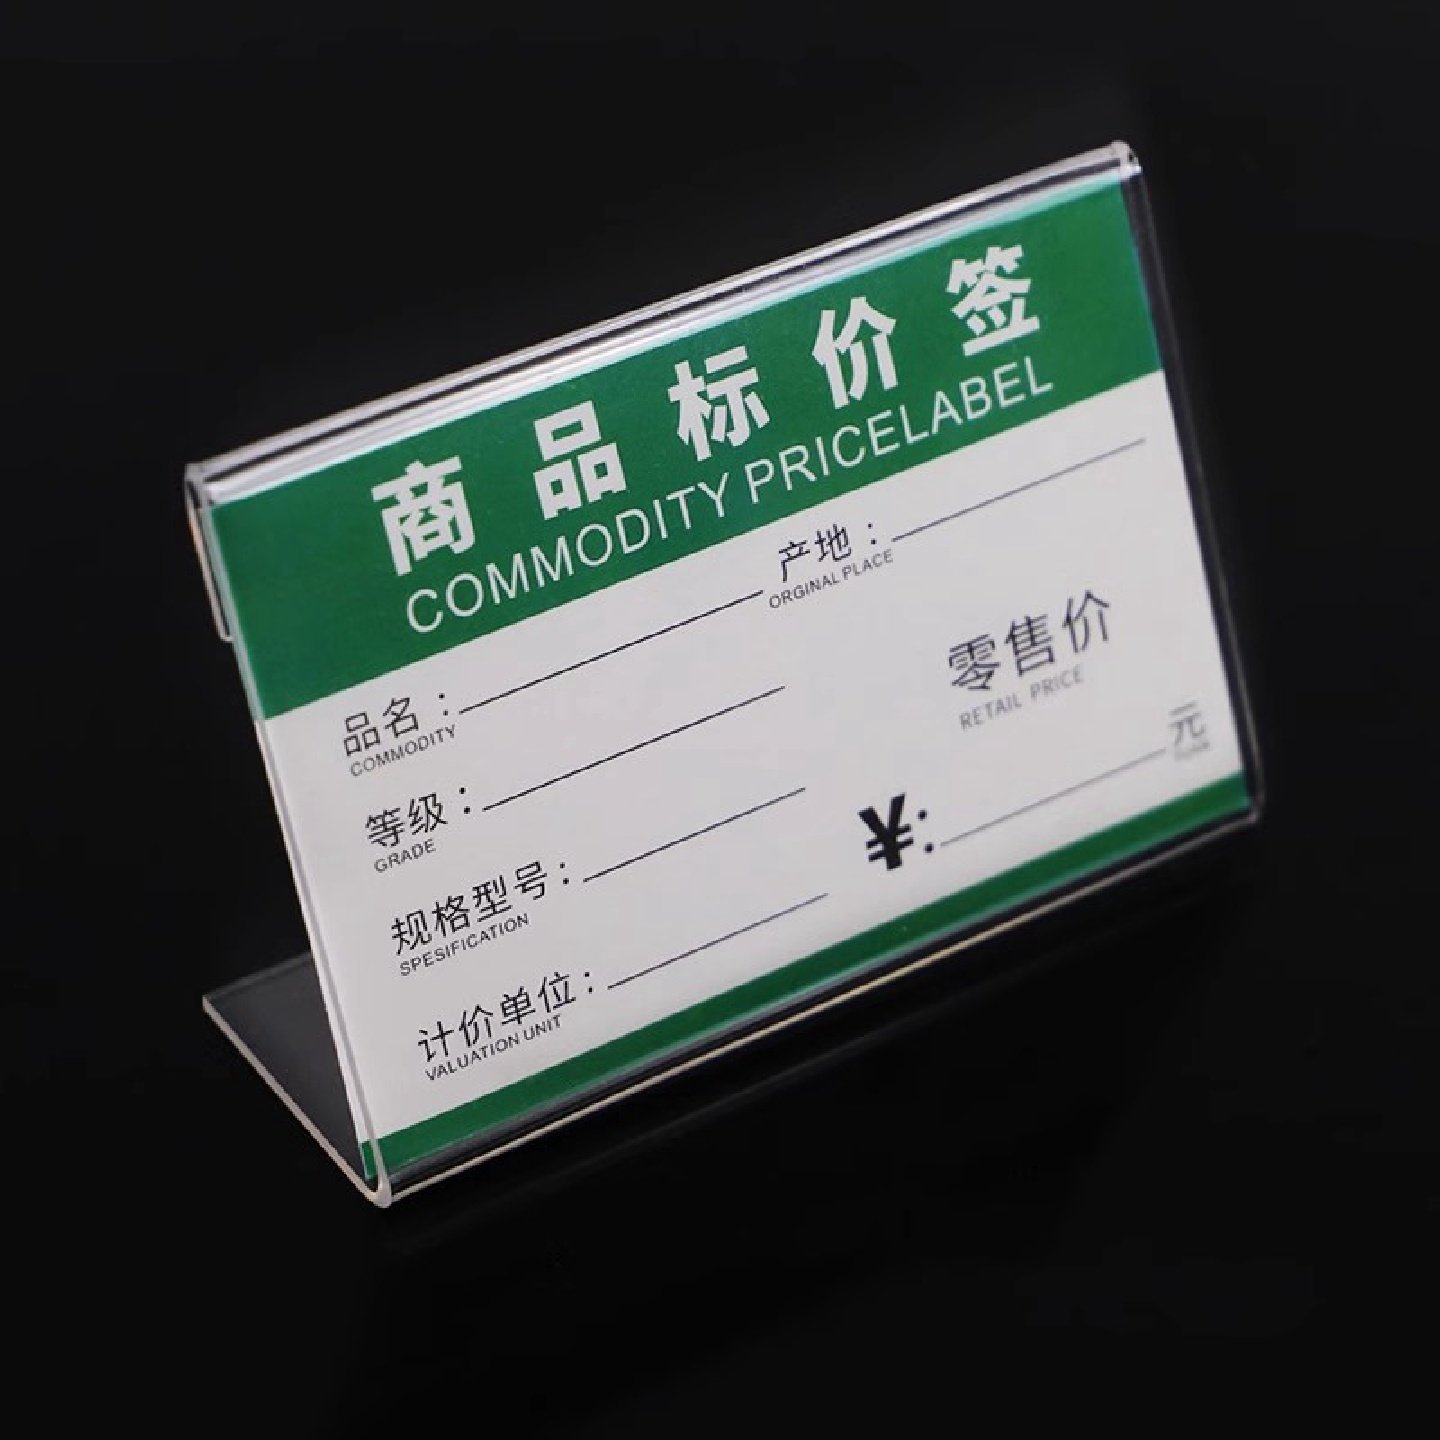 商品标价签
COMMODITY PRICELABEL
品名：
COMMODITY
产地：
ORGINAL PLACE
等级：
GRADE
规格型号：
SPESIFICATION
计价单位：
VALUATION UNIT
零售价
RETAIL PRICE
¥:
元